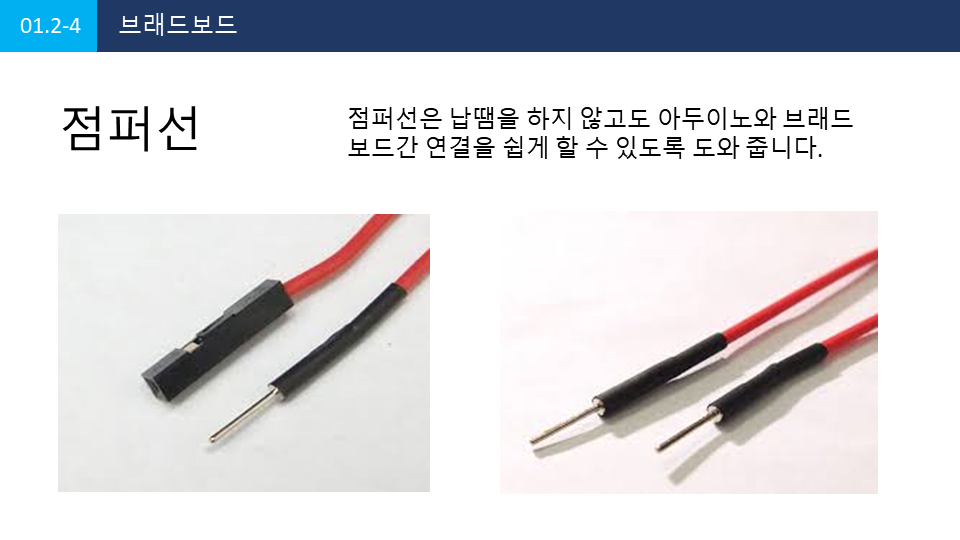 01.2-4 브래드보드
점퍼선
점퍼선은 납땜을 하지 않고도 아두이노와 브래드
보드간 연결을 쉽게 할 수 있도록 도와 줍니다.